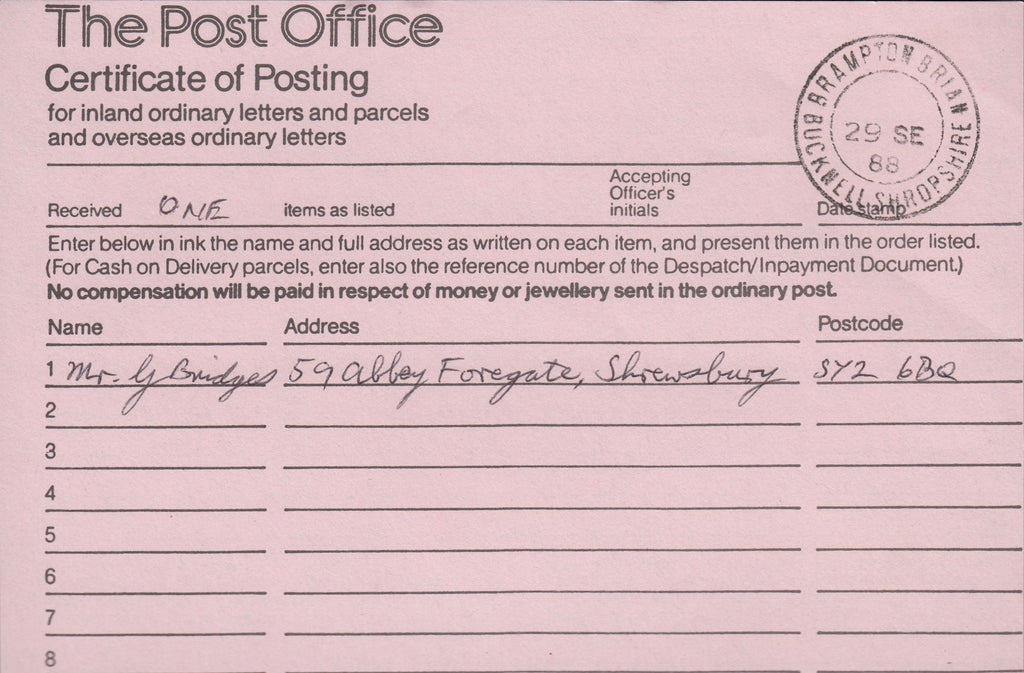 The Post Office
Certificate of Posting
for inland ordinary letters and parcels
and overseas ordinary letters
BRAMPTON BRIAN
BUCKNELL SHROPSHIRE
29 SE
88
Received ONE items as listed
Accepting
Officer's
initials
Date stamp
Enter below in ink the name and full address as written on each item, and present them in the order listed.
(For Cash on Delivery parcels, enter also the reference number of the Despatch/Inpayment Document.)
No compensation will be paid in respect of money or jewellery sent in the ordinary post.
Name Address Postcode
1 Mr. G Bridges 59 Abbey Foregate, Shrewsbury SY2 6BQ
2
3
4
5
6
7
8